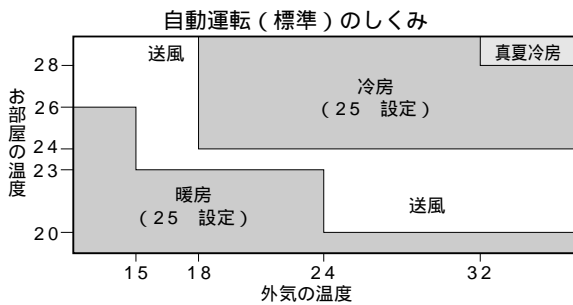 自動運転(標準)のしくみ
送風
真夏冷房
冷房
(25 設定)
お部屋の温度
28
26
24
23
20
暖房
(25 設定)
送風
15 18 24 32
外気の温度